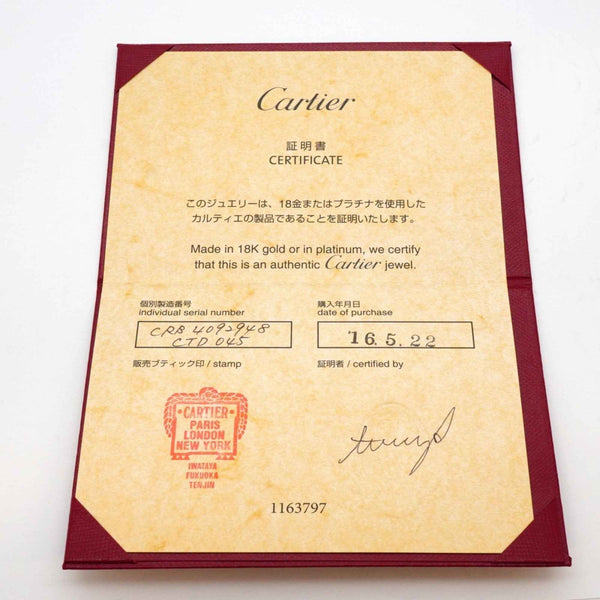 Cartier
証明書
CERTIFICATE
このジュエリーは、18金またはプラチナを使用した
カルティエの製品であることを証明いたします。
Made in 18K gold or in platinum, we certify
that this is an authentic Cartier jewel.
個別製造番号
individual serial number
CRB 4092948
CTD 045
購入年月日
date of purchase
'16.5.22
販売ブティック印 / stamp
証明者 / certified by
CARTIER
PARIS
LONDON
NEW YORK
IWATAYA
FUKUOKA
TENJIN
1163797